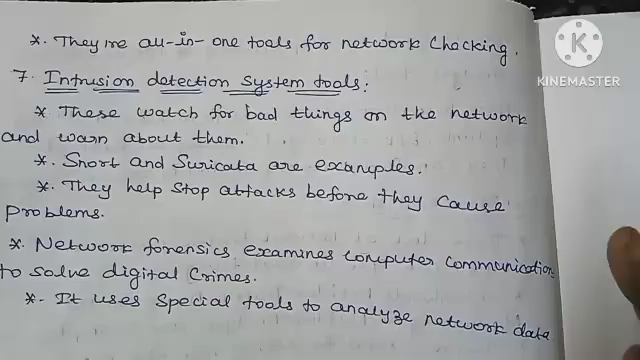 *. They're all-in-one tools for network checking.
K
KINEMASTER
7. Intrusion detection system tools:
* These watch for bad things on the network
and warn about them.
*. Snort and Suricata are examples.
*. They help stop attacks before they cause
problems.
*. Network forensics examines computer communication
to solve digital crimes.
*. It uses special tools to analyze network data